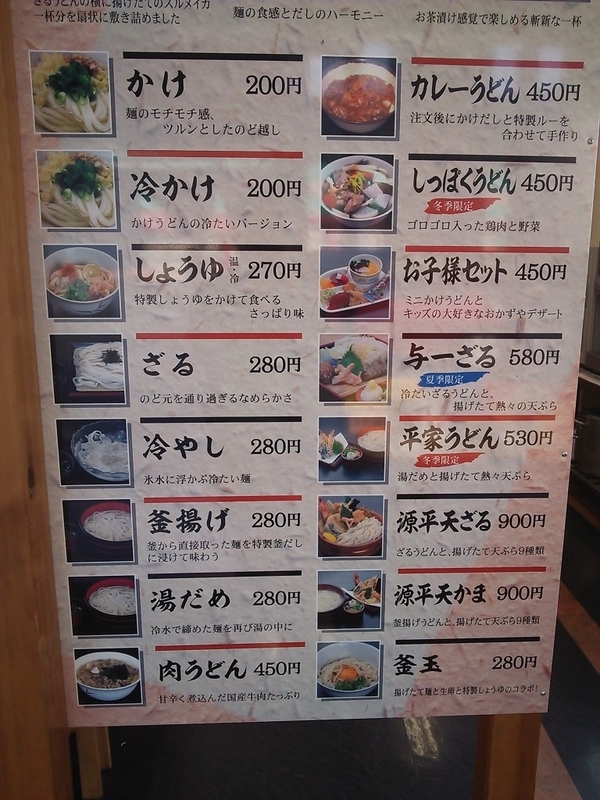 ざるうどんの横に揚げたてのスルメイカ
一杯分を扇状に敷き詰めました
麺の食感とだしのハーモニー
お茶漬け感覚で楽しめる斬新な一杯
かけ 200円
麺のモチモチ感、
ツルンとしたのど越し
冷かけ 200円
かけうどんの冷たいバージョン
しょうゆ 温・冷 270円
特製しょうゆをかけて食べる
さっぱり味
ざる 280円
のど元を通り過ぎるなめらかさ
冷やし 280円
氷水に浮かぶ冷たい麺
釜揚げ 280円
釜から直接取った麺を特製釜だし
に浸けて味わう
湯だめ 280円
冷水で締めた麺を再び湯の中に
肉うどん 450円
甘辛く煮込んだ国産牛肉たっぷり
カレーうどん 450円
注文後にかけだしと特製ルーを
合わせて手作り
しっぽくうどん 450円
冬季限定
ゴロゴロ入った鶏肉と野菜
お子様セット 450円
ミニかけうどんと
キッズの大好きなおかずやデザート
与一ざる 580円
夏季限定
冷たいざるうどんと、
揚げたて熱々の天ぷら
平家うどん 530円
冬季限定
湯だめと揚げたて熱々天ぷら
源平天ざる 900円
ざるうどんと、揚げたて天ぷら9種類
源平天かま 900円
釜揚げうどんと、揚げたて天ぷら9種類
釜玉 280円
揚げたて麺と生卵と特製しょうゆのコラボ!